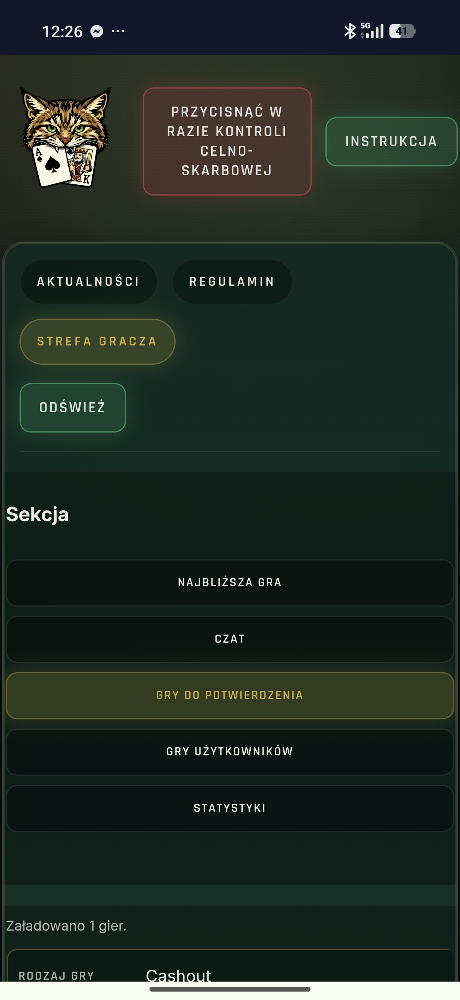 12:26
5G
41
A
K
PRZYCISNĄĆ W
RAZIE KONTROLI
CELNO-
SKARBOWEJ
INSTRUKCJA
AKTUALNOŚCI
REGULAMIN
STREFA GRACZA
ODŚWIEŻ
Sekcja
NAJBLIŻSZA GRA
CZAT
GRY DO POTWIERDZENIA
GRY UŻYTKOWNIKÓW
STATYSTYKI
Załadowano 1 gier.
RODZAJ GRY
Cashout